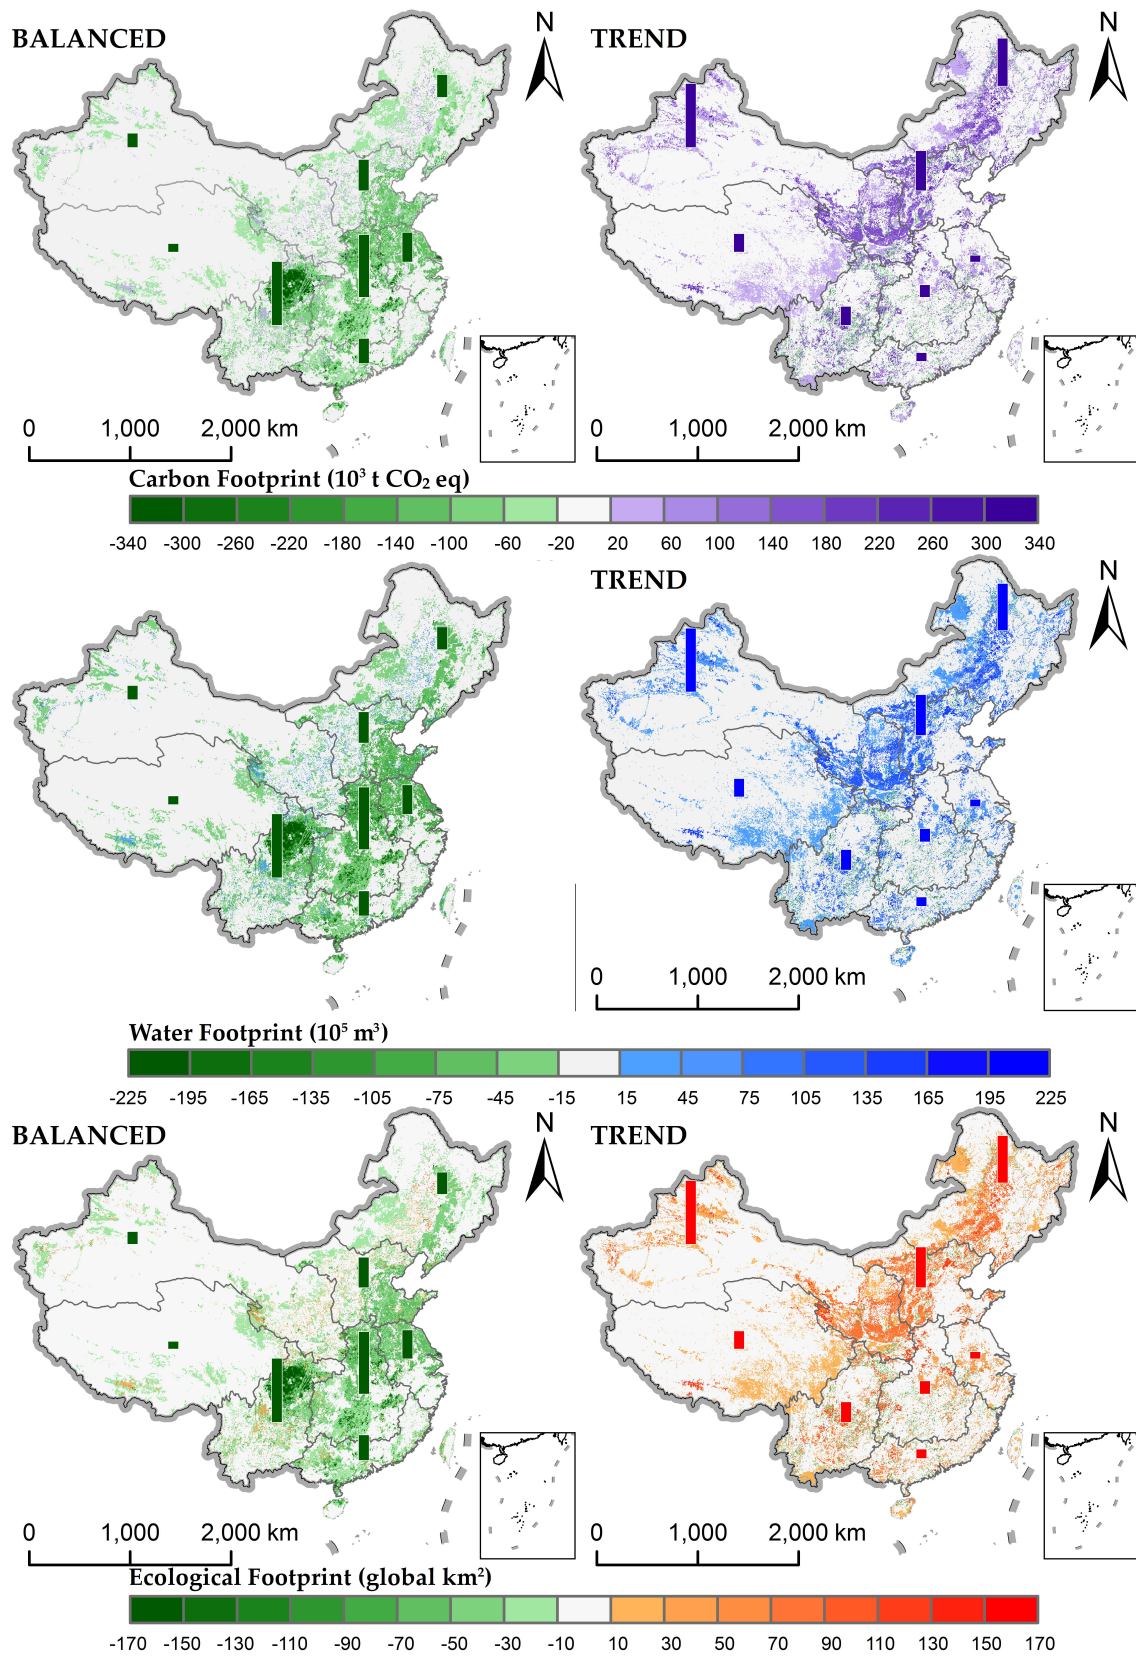 BALANCED
N
TREND
N
0 1,000 2,000 km
0 1,000 2,000 km
Carbon Footprint (10³ t CO₂ eq)
-340 -300 -260 -220 -180 -140 -100 -60 -20 20 60 100 140 180 220 260 300 340
TREND
N
0 1,000 2,000 km
Water Footprint (10⁵ m³)
-225 -195 -165 -135 -105 -75 -45 -15 15 45 75 105 135 165 195 225
BALANCED
N
TREND
N
0 1,000 2,000 km
0 1,000 2,000 km
Ecological Footprint (global km²)
-170 -150 -130 -110 -90 -70 -50 -30 -10 10 30 50 70 90 110 130 150 170